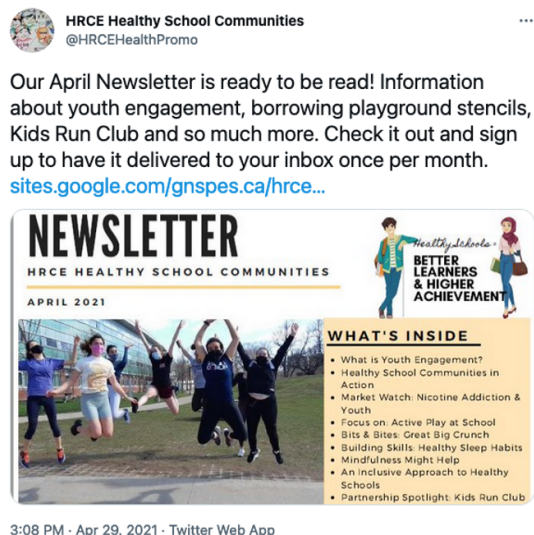 HRCE Healthy School Communities
@HRCEHealthPromo
Our April Newsletter is ready to be read! Information
about youth engagement, borrowing playground stencils,
Kids Run Club and so much more. Check it out and sign
up to have it delivered to your inbox once per month.
sites.google.com/gnspes.ca/hrce...
NEWSLETTER
HRCE HEALTHY SCHOOL COMMUNITIES
APRIL 2021
Healthy Schools =
BETTER
LEARNERS
& HIGHER
ACHIEVEMENT
WHAT'S INSIDE
• What is Youth Engagement?
• Healthy School Communities in
Action
• Market Watch: Nicotine Addiction &
Youth
• Focus on: Active Play at School
• Bits & Bites: Great Big Crunch
• Building Skills: Healthy Sleep Habits
• Mindfulness Might Help
• An Inclusive Approach to Healthy
Schools
• Partnership Spotlight: Kids Run Club
3:08 PM · Apr 29, 2021 · Twitter Web App